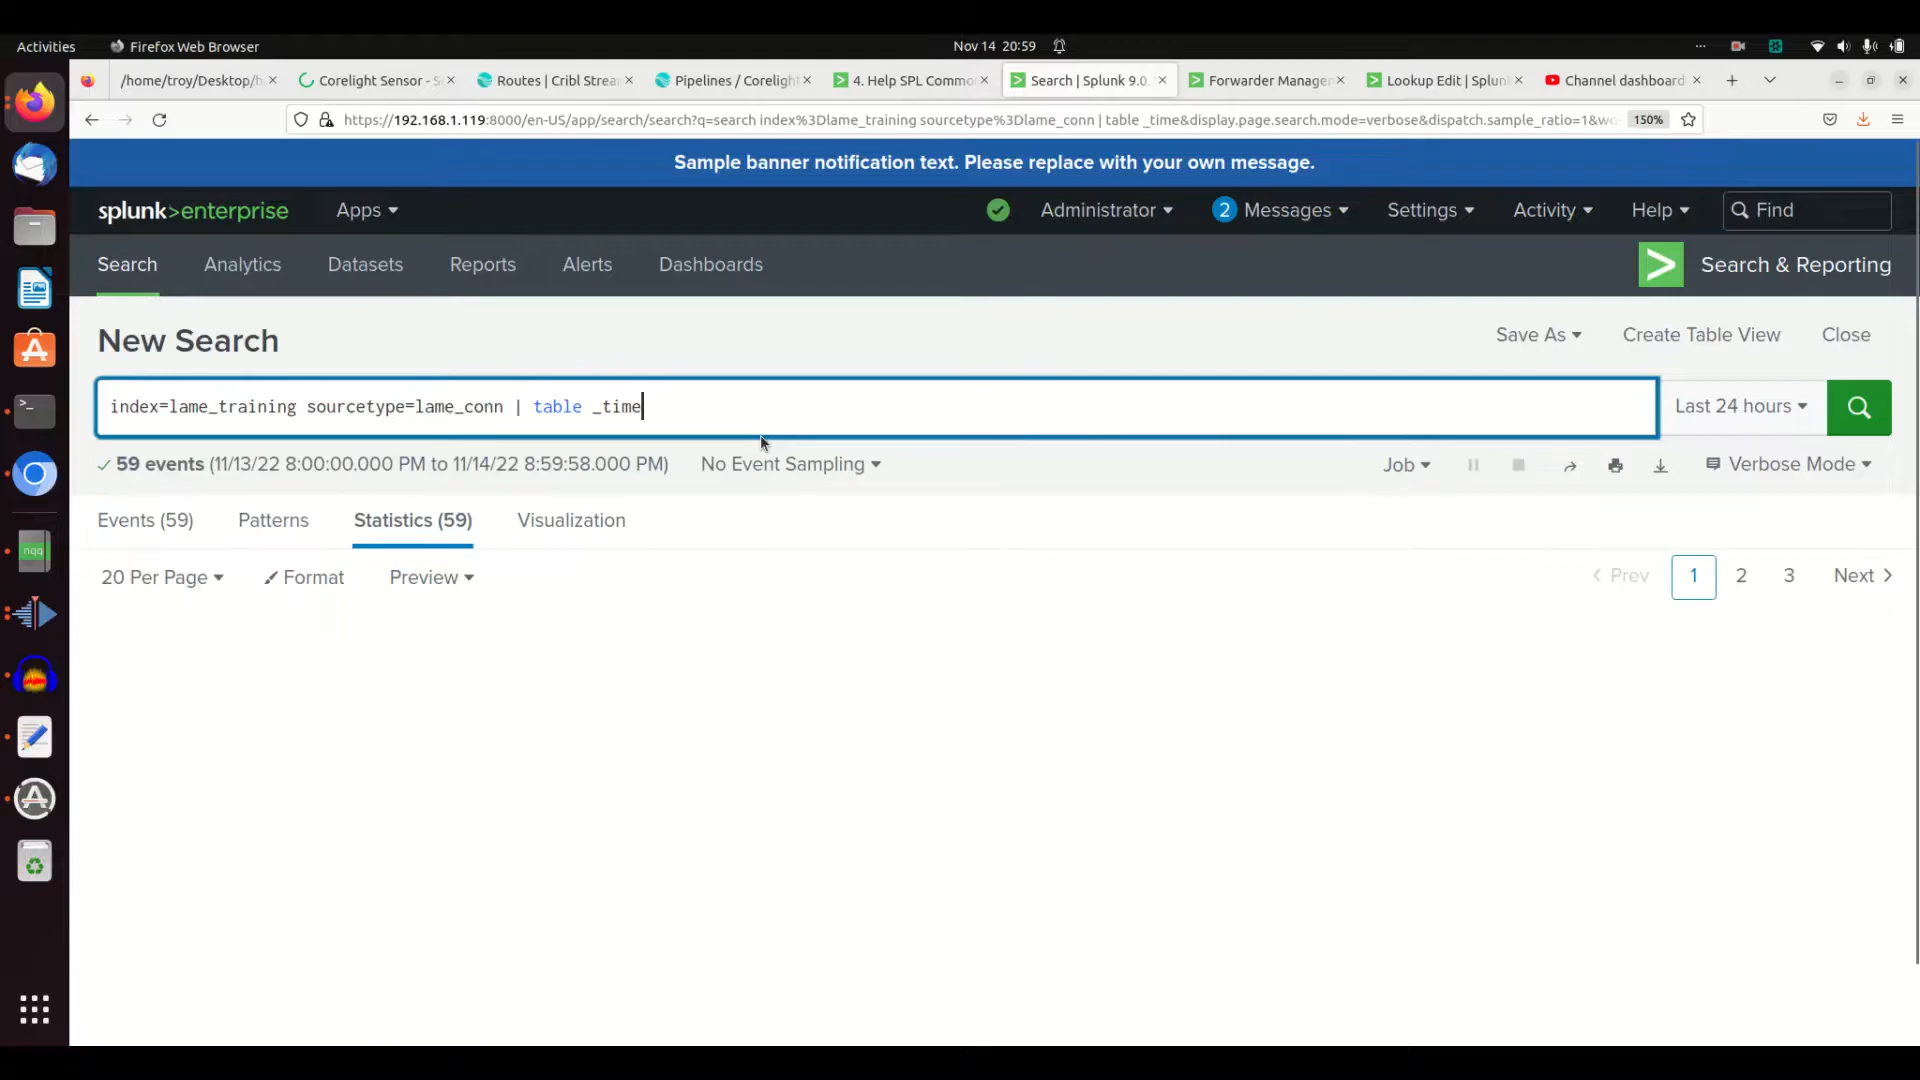 Activities Firefox Web Browser Nov 14 20:59
/home/troy/Desktop/h Corelight Sensor - S Routes | Cribl Strea Pipelines / Corelight 4. Help SPL Commo Search | Splunk 9.0. Forwarder Manage Lookup Edit | Splun Channel dashboard
https://192.168.1.119:8000/en-US/app/search/search?q=search index%3Dlame_training sourcetype%3Dlame_conn | table _time&display.page.search.mode=verbose&dispatch.sample_ratio=1&wo 150%
Sample banner notification text. Please replace with your own message.
splunk>enterprise Apps Administrator 2 Messages Settings Activity Help Find
Search Analytics Datasets Reports Alerts Dashboards Search & Reporting
New Search Save As Create Table View Close
index=lame_training sourcetype=lame_conn | table _time Last 24 hours
59 events (11/13/22 8:00:00.000 PM to 11/14/22 8:59:58.000 PM) No Event Sampling Job Verbose Mode
Events (59) Patterns Statistics (59) Visualization
20 Per Page Format Preview < Prev 1 2 3 Next >
nqq